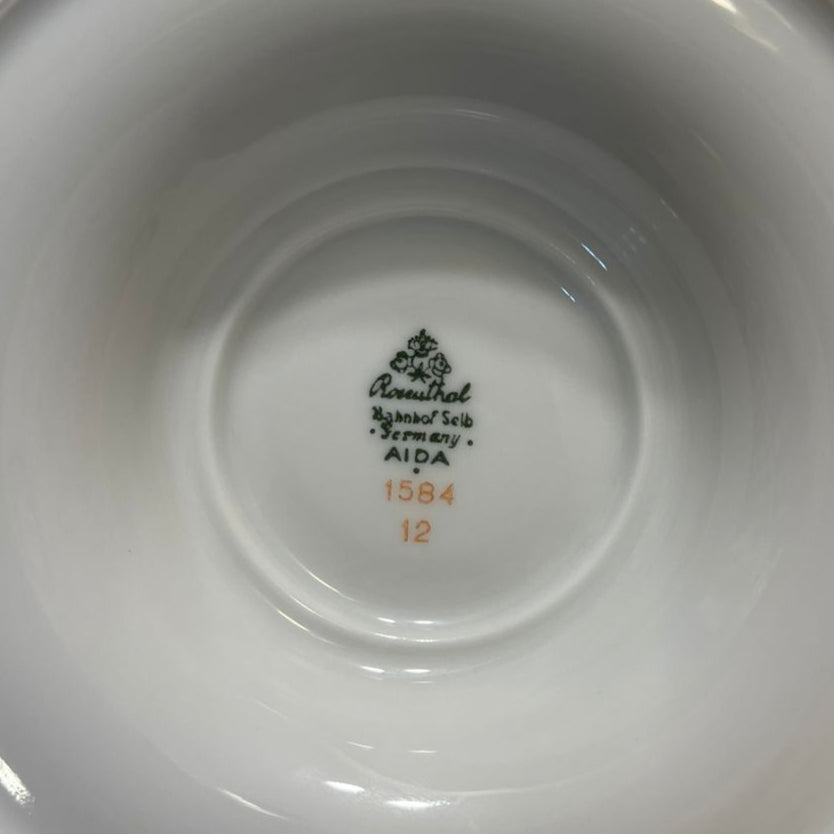 Rosenthal
Bahnhof Selb
• Germany •
AIDA
1584
12